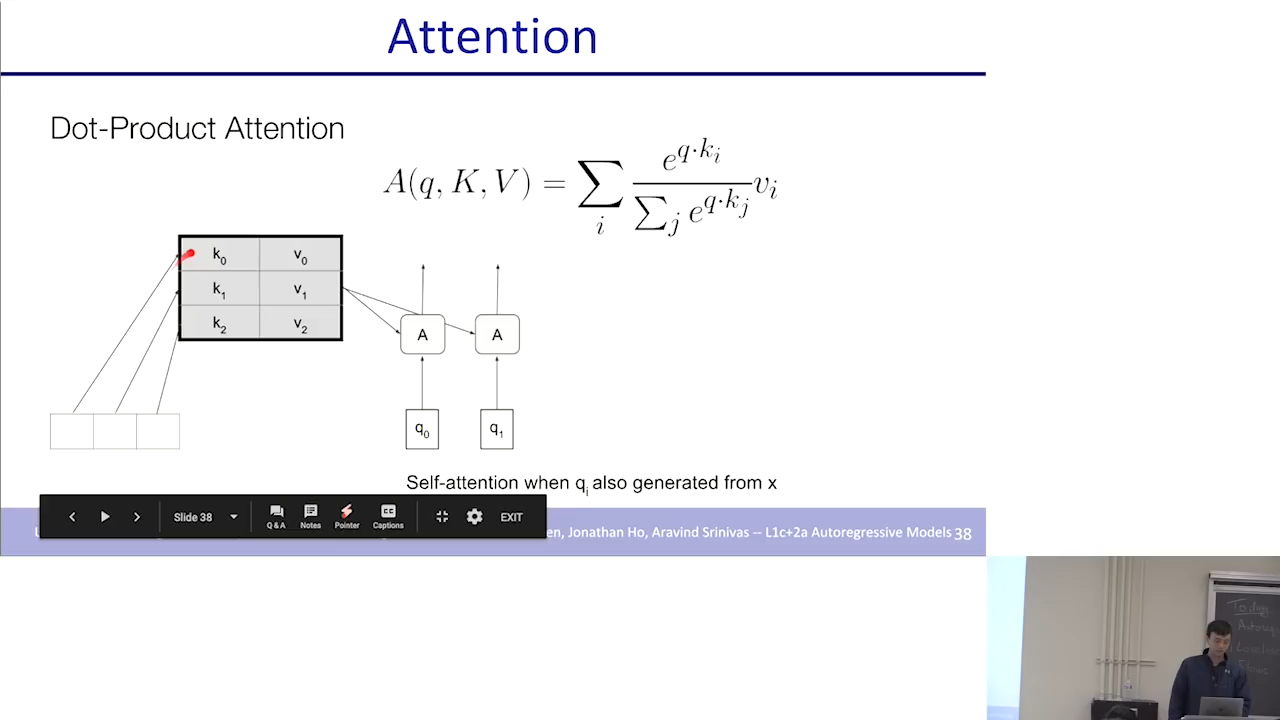 Attention
Dot-Product Attention
A(q, K, V) = ∑_i e^{q·k_i} / ∑_j e^{q·k_j} v_i
k0 v0
k1 v1
k2 v2
A A
q0 q1
Self-attention when qi also generated from x
Slide 38
Q & A Notes Pointer Captions
EXIT
en, Jonathan Ho, Aravind Srinivas -- L1c+2a Autoregressive Models 38
Today